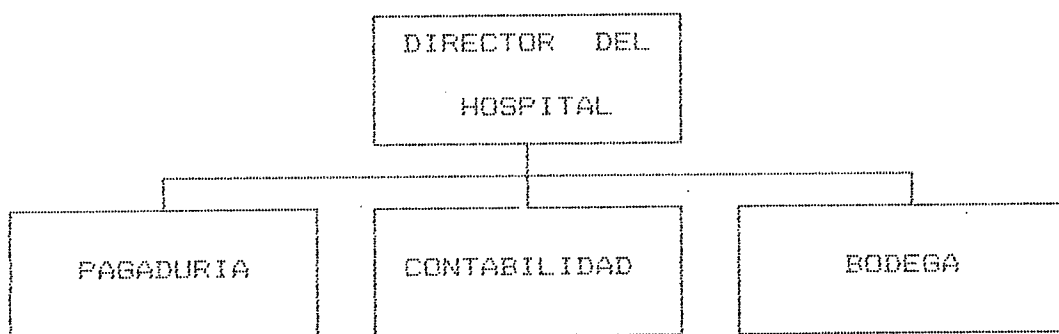 DIRECTOR DEL
HOSPITAL
PAGADURIA
CONTABILIDAD
BODEGA